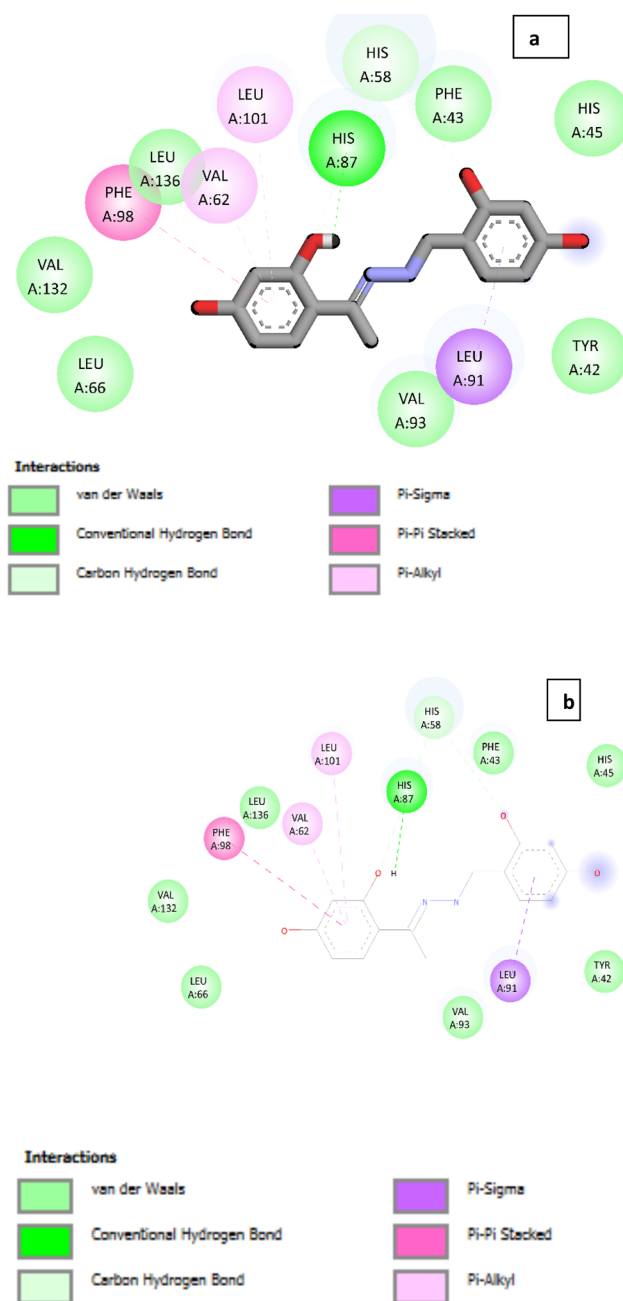 a
HIS
A:58
LEU
A:101
PHE
A:43
HIS
A:45
HIS
A:87
LEU
A:136
VAL
A:62
PHE
A:98
VAL
A:132
LEU
A:66
LEU
A:91
TYR
A:42
VAL
A:93
Interactions
van der Waals
Conventional Hydrogen Bond
Carbon Hydrogen Bond
Pi-Sigma
Pi-Pi Stacked
Pi-Alkyl
b
HIS
A:58
LEU
A:101
PHE
A:43
HIS
A:45
HIS
A:87
LEU
A:136
VAL
A:62
PHE
A:98
O
O
O H
VAL
A:132
N
N
O
LEU
A:66
LEU
A:91
TYR
A:42
VAL
A:93
Interactions
van der Waals
Conventional Hydrogen Bond
Carbon Hydrogen Bond
Pi-Sigma
Pi-Pi Stacked
Pi-Alkyl